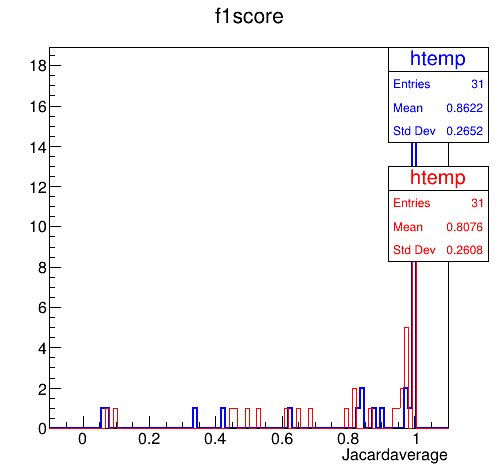 f1score
htemp
Entries 31
Mean 0.8622
Std Dev 0.2652
htemp
Entries 31
Mean 0.8076
Std Dev 0.2608
18
16
14
12
10
8
6
4
2
0
0 0.2 0.4 0.6 0.8 1
Jacardaverage